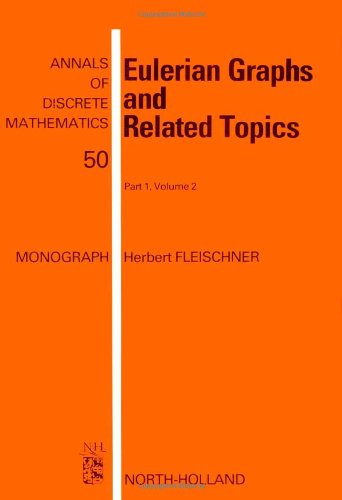 ANNALS
OF
DISCRETE
MATHEMATICS
50
Eulerian Graphs
and
Related Topics
Part 1, Volume 2
MONOGRAPH
Herbert FLEISCHNER
NH
NORTH-HOLLAND